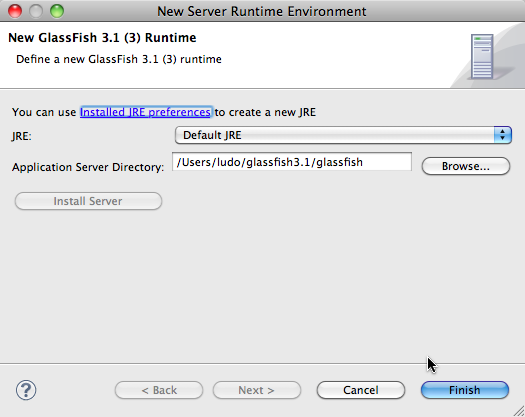 New Server Runtime Environment
New GlassFish 3.1 (3) Runtime
Define a new GlassFish 3.1 (3) runtime
You can use Installed JRE preferences to create a new JRE
JRE: Default JRE
Application Server Directory: /Users/ludo/glassfish3.1/glassfish Browse...
Install Server
? < Back Next > Cancel Finish